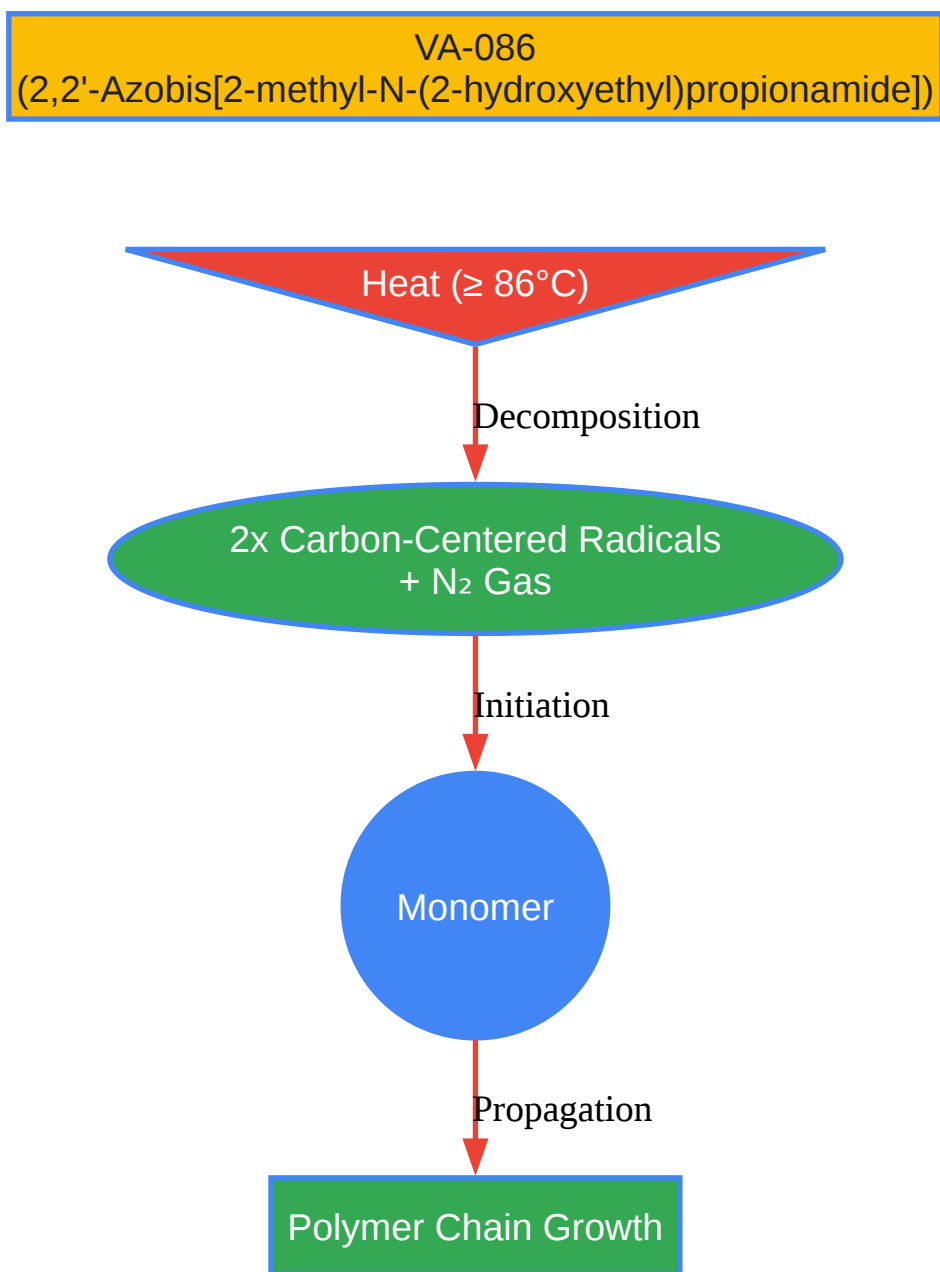 VA-086
(2,2'-Azobis[2-methyl-N-(2-hydroxyethyl)propionamide])
Heat (≥ 86°C)
Decomposition
2x Carbon-Centered Radicals
+ N₂ Gas
Initiation
Monomer
Propagation
Polymer Chain Growth